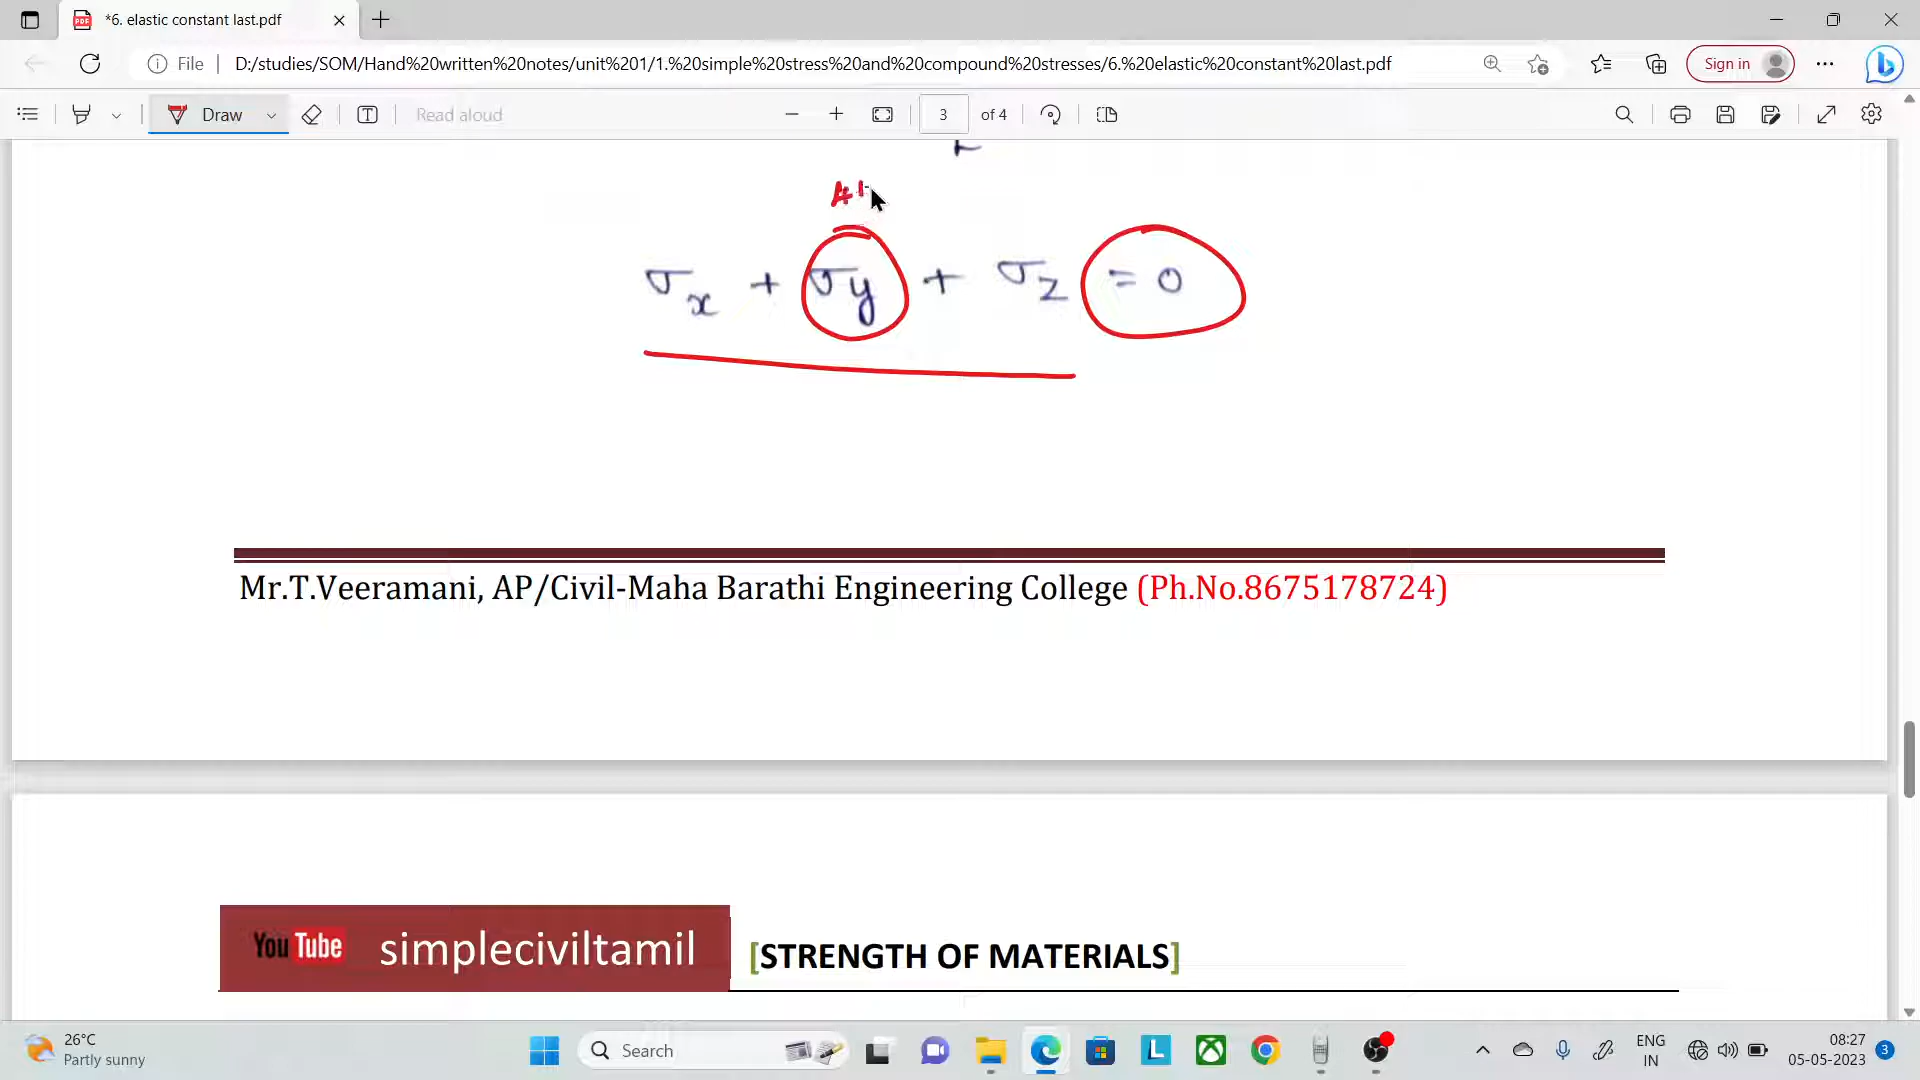 *6. elastic constant last.pdf
File
D:/studies/SOM/Hand%20written%20notes/unit%201/1.%20simple%20stress%20and%20compound%20stresses/6.%20elastic%20constant%20last.pdf
Sign in
Draw
Read aloud
3 of 4
σx + σy + σz = 0
Mr.T.Veeramani, AP/Civil-Maha Barathi Engineering College (Ph.No.8675178724)
YouTube simpleciviltamil
[STRENGTH OF MATERIALS]
26°C
Partly sunny
Search
ENG
IN
08:27
05-05-2023
3